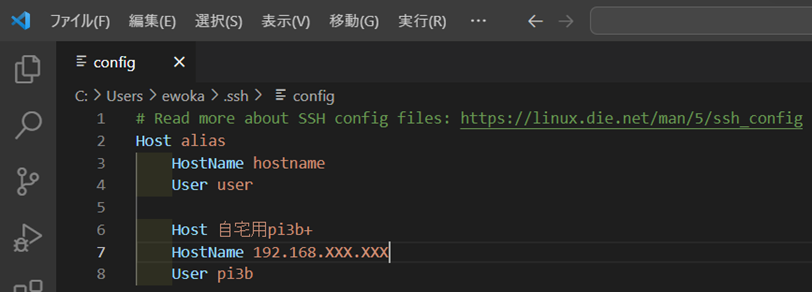 ファイル(F) 編集(E) 選択(S) 表示(V) 移動(G) 実行(R) ···
config ×
C: > Users > ewoka > .ssh > config
1 # Read more about SSH config files: https://linux.die.net/man/5/ssh_config
2 Host alias
3 HostName hostname
4 User user
5
6 Host 自宅用pi3b+
7 HostName 192.168.XXX.XXX
8 User pi3b